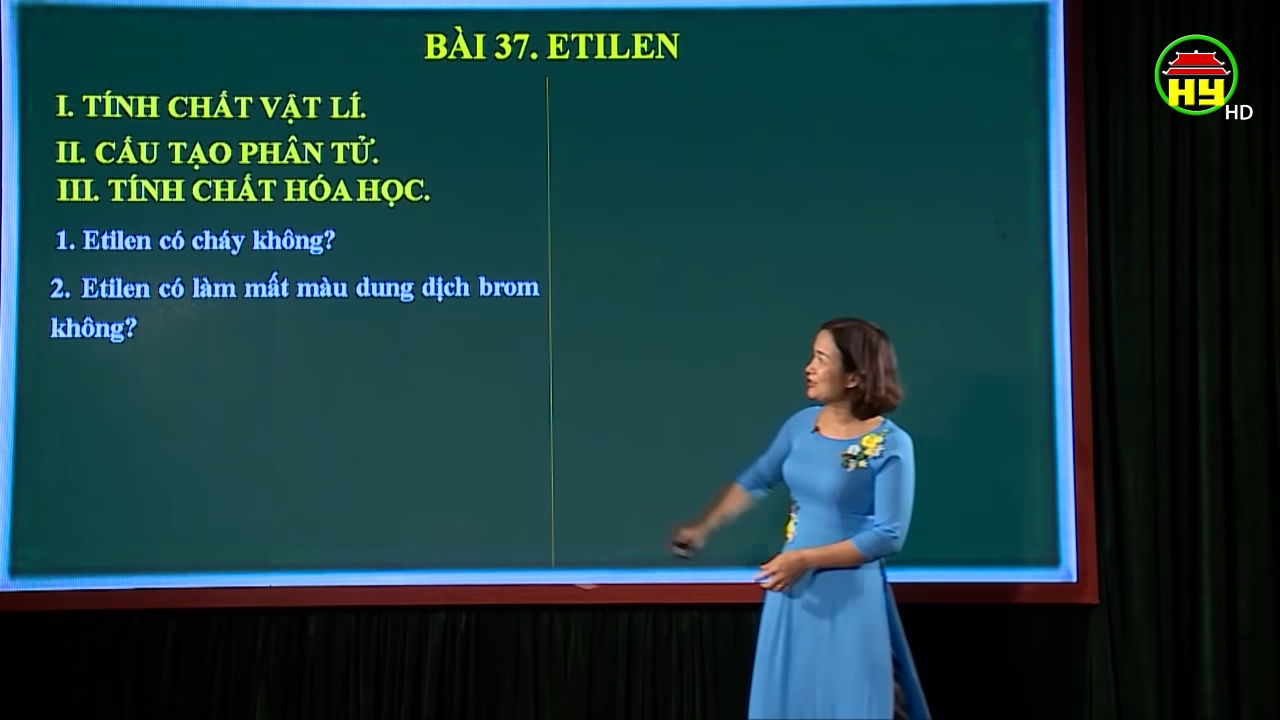 BÀI 37. ETILEN
I. TÍNH CHẤT VẬT LÍ.
II. CẤU TẠO PHÂN TỬ.
III. TÍNH CHẤT HÓA HỌC.
1. Etilen có cháy không?
2. Etilen có làm mất màu dung dịch brom
không?
HY
HD